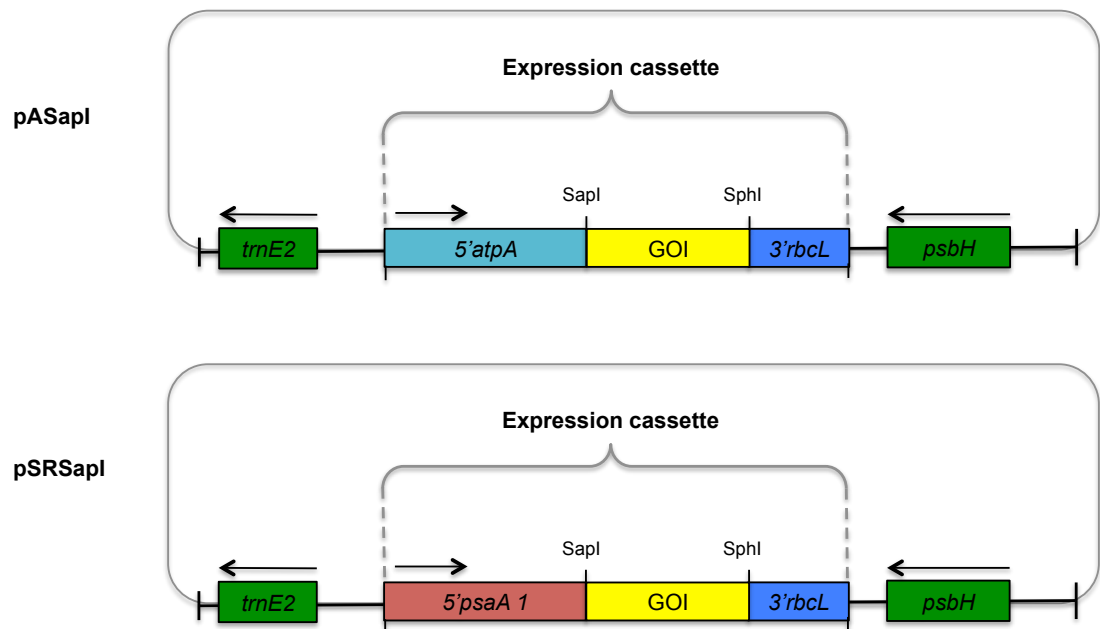 Expression cassette
pASapI
SapI SphI
trnE2 5'atpA GOI 3'rbcL psbH
Expression cassette
pSRSapI
SapI SphI
trnE2 5'psaA 1 GOI 3'rbcL psbH